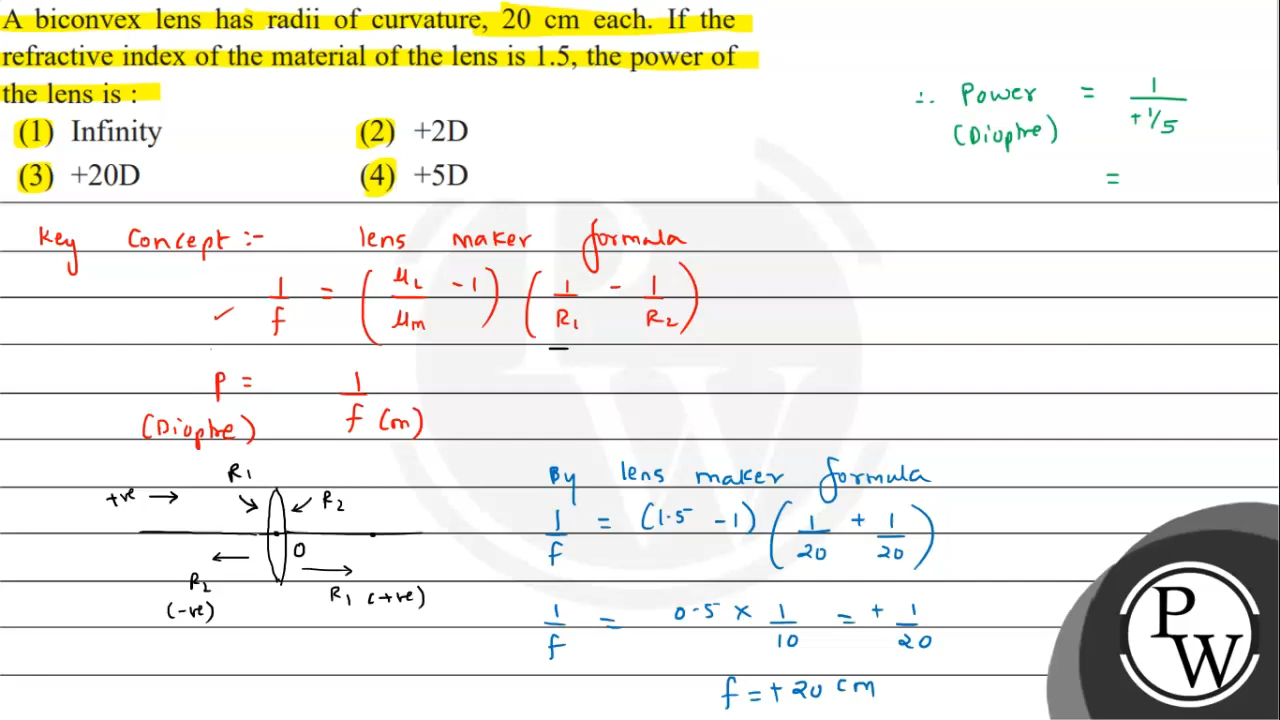 A biconvex lens has radii of curvature, 20 cm each. If the
refractive index of the material of the lens is 1.5, the power of
the lens is :
(1) Infinity (2) +2D
(3) +20D (4) +5D
∴ Power = 1/(+1/5)
(Dioptre)
=
Key Concept :- lens maker formula
1/f = (μL/μm - 1) (1/R1 - 1/R2)
P = 1/f (m)
(Dioptre)
+ve → R1 R2
O
R2 R1 (+ve)
(-ve)
By lens maker formula
1/f = (1.5 - 1) (1/20 + 1/20)
1/f = 0.5 × 1/10 = + 1/20
f = + 20 cm
P
W
P
W